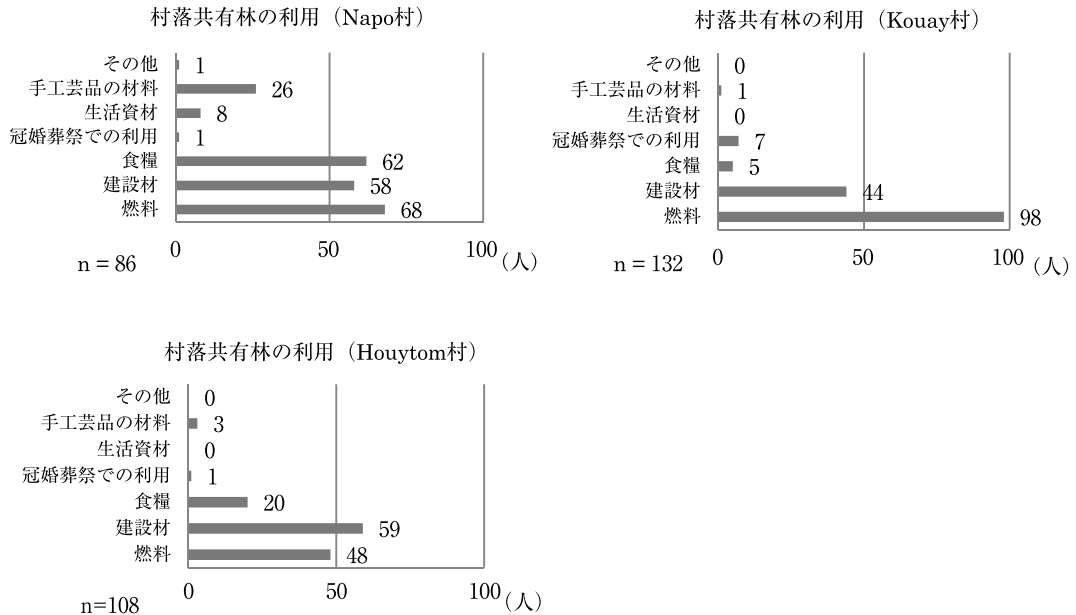 村落共有林の利用（Napo村）
その他 1
手工芸品の材料 26
生活資材 8
冠婚葬祭での利用 1
食糧 62
建設材 58
燃料 68
0 50 100 (人)
n = 86
村落共有林の利用（Kouay村）
その他 0
手工芸品の材料 1
生活資材 0
冠婚葬祭での利用 7
食糧 5
建設材 44
燃料 98
0 50 100 (人)
n = 132
村落共有林の利用（Houytom村）
その他 0
手工芸品の材料 3
生活資材 0
冠婚葬祭での利用 1
食糧 20
建設材 59
燃料 48
0 50 100 (人)
n=108